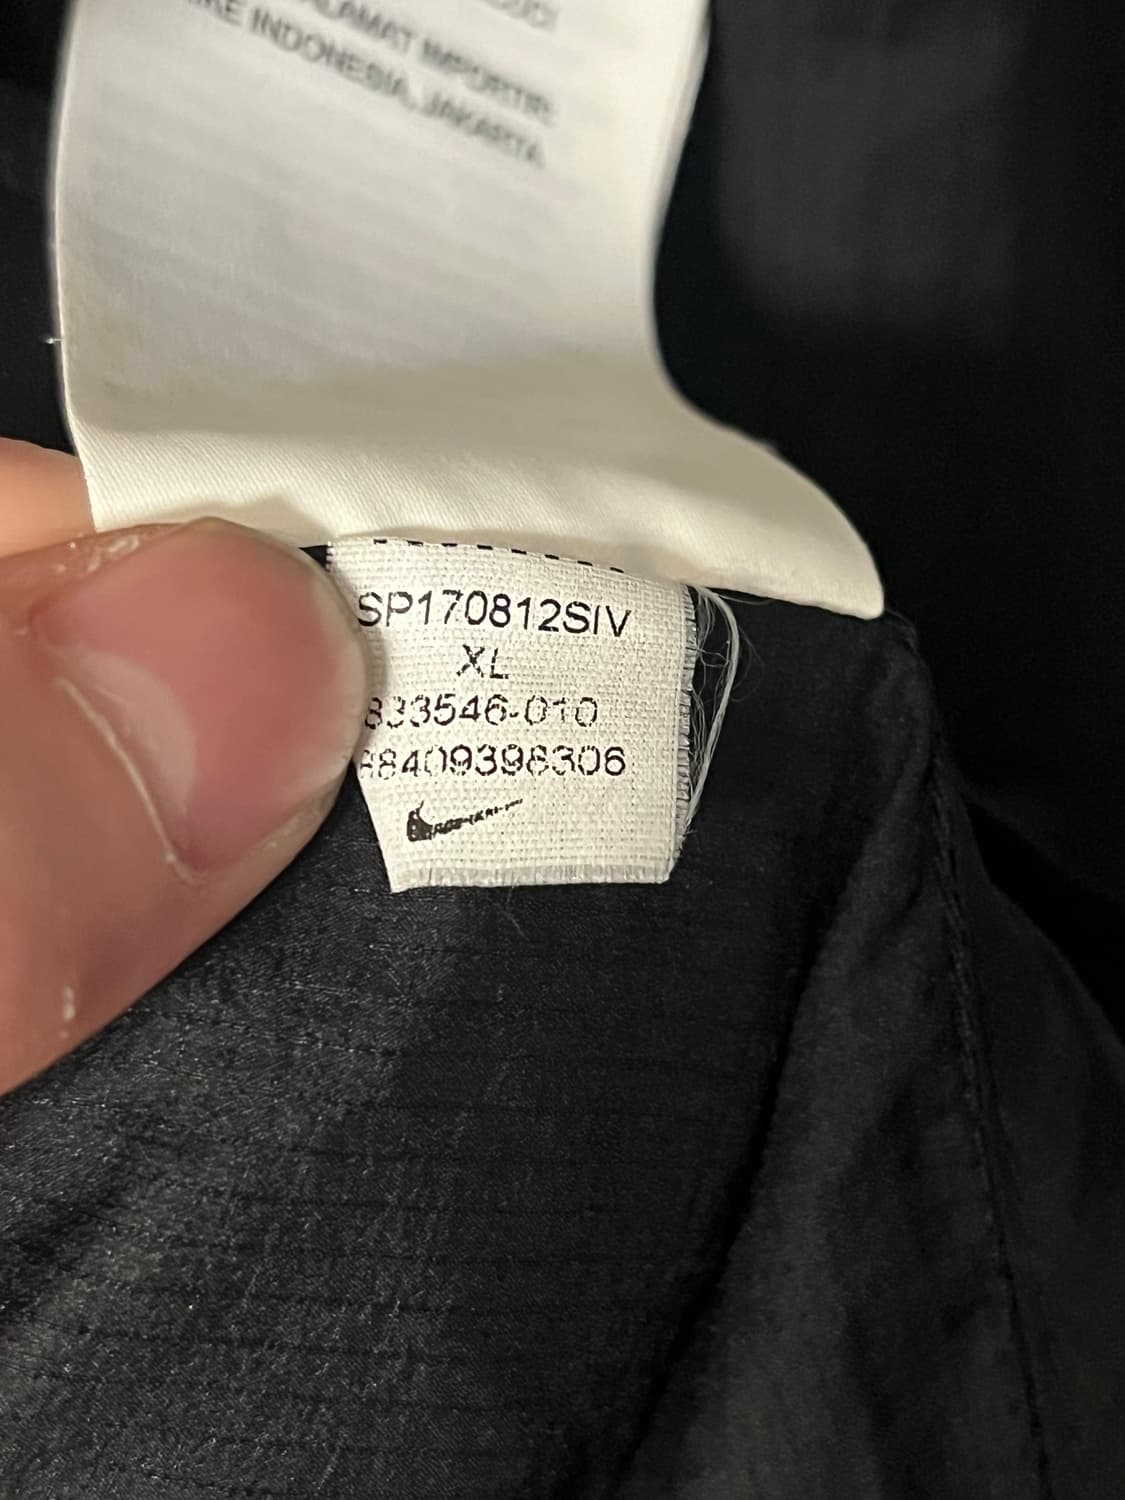 ALAMAT IMPORTIR:
NIKE INDONESIA, JAKARTA
SP170812SIV
XL
833546-010
88409398306